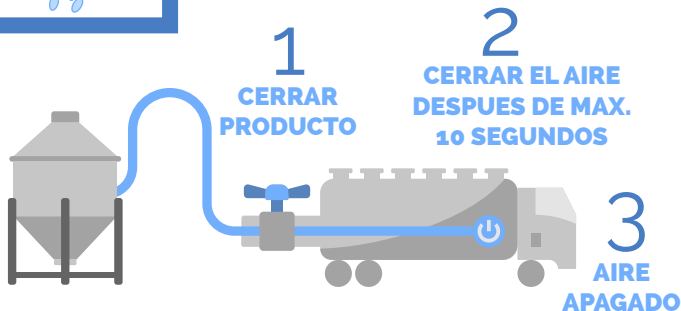 1
CERRAR
PRODUCTO
2
CERRAR EL AIRE
DESPUES DE MAX.
10 SEGUNDOS
3
AIRE
APAGADO